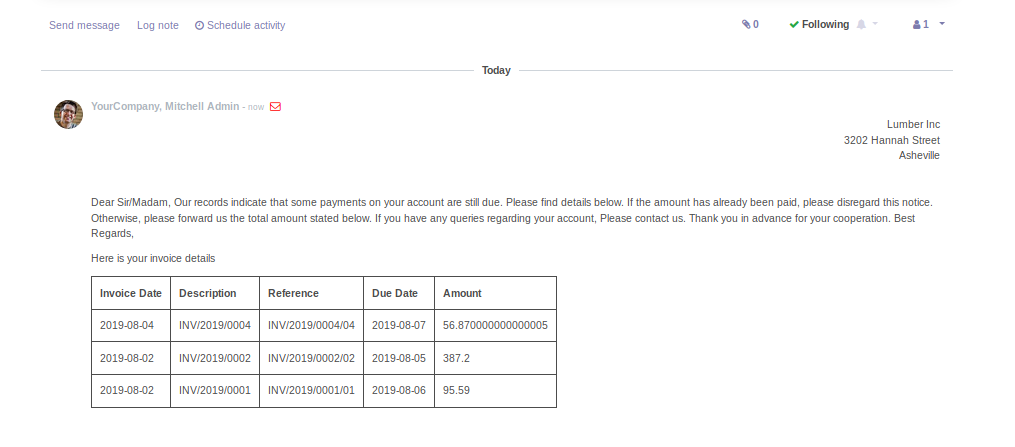 Send message Log note Schedule activity 0 Following 1
Today
YourCompany, Mitchell Admin - now
Lumber Inc
3202 Hannah Street
Asheville
Dear Sir/Madam, Our records indicate that some payments on your account are still due. Please find details below. If the amount has already been paid, please disregard this notice.
Otherwise, please forward us the total amount stated below. If you have any queries regarding your account, Please contact us. Thank you in advance for your cooperation. Best
Regards,
Here is your invoice details
Invoice Date Description Reference Due Date Amount
2019-08-04 INV/2019/0004 INV/2019/0004/04 2019-08-07 56.870000000000005
2019-08-02 INV/2019/0002 INV/2019/0002/02 2019-08-05 387.2
2019-08-02 INV/2019/0001 INV/2019/0001/01 2019-08-06 95.59